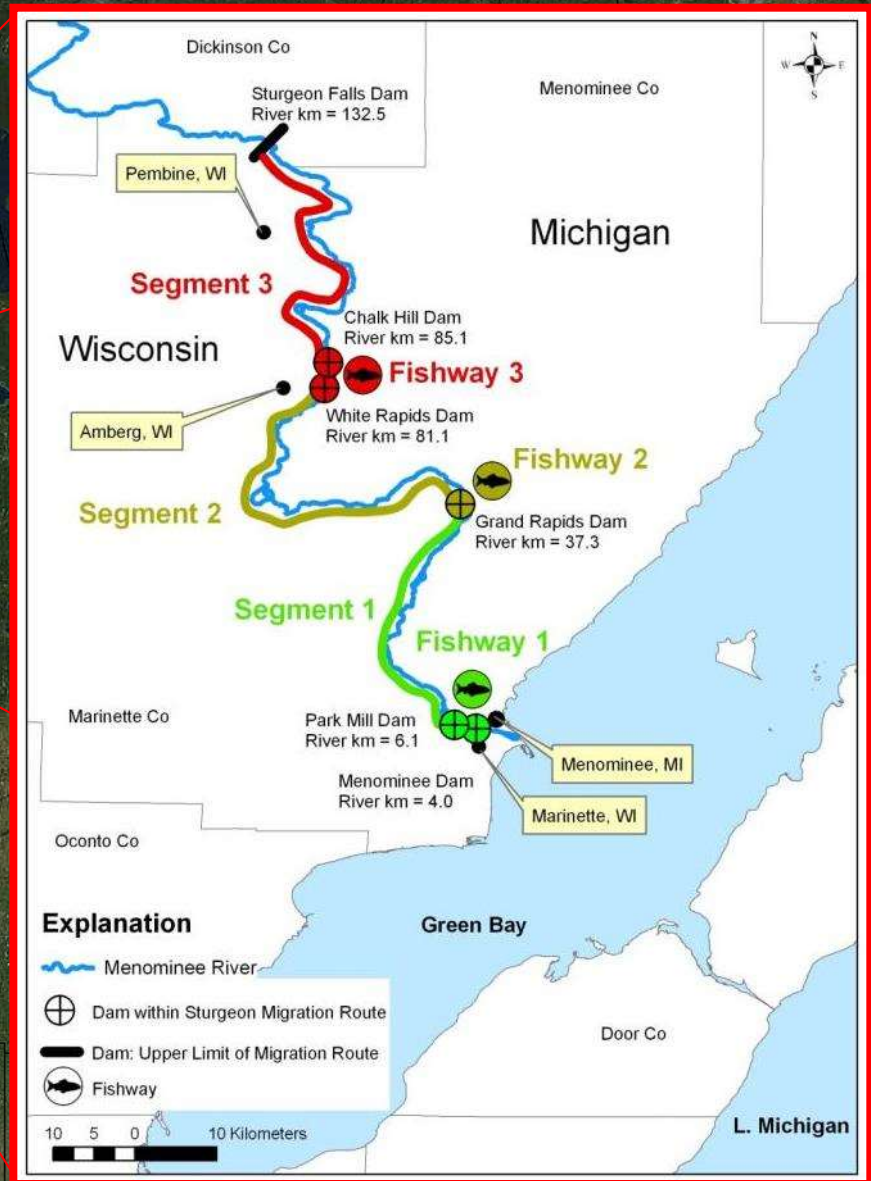 Dickinson Co
N
W E
S
Sturgeon Falls Dam
River km = 132.5
Menominee Co
Pembine, WI
Michigan
Segment 3
Chalk Hill Dam
River km = 85.1
Wisconsin
Fishway 3
Amberg, WI
White Rapids Dam
River km = 81.1
Fishway 2
Segment 2
Grand Rapids Dam
River km = 37.3
Segment 1
Fishway 1
Marinette Co
Park Mill Dam
River km = 6.1
Menominee, MI
Menominee Dam
River km = 4.0
Marinette, WI
Oconto Co
Explanation
Green Bay
Menominee River
Dam within Sturgeon Migration Route
Door Co
Dam: Upper Limit of Migration Route
Fishway
10 5 0 10 Kilometers
L. Michigan